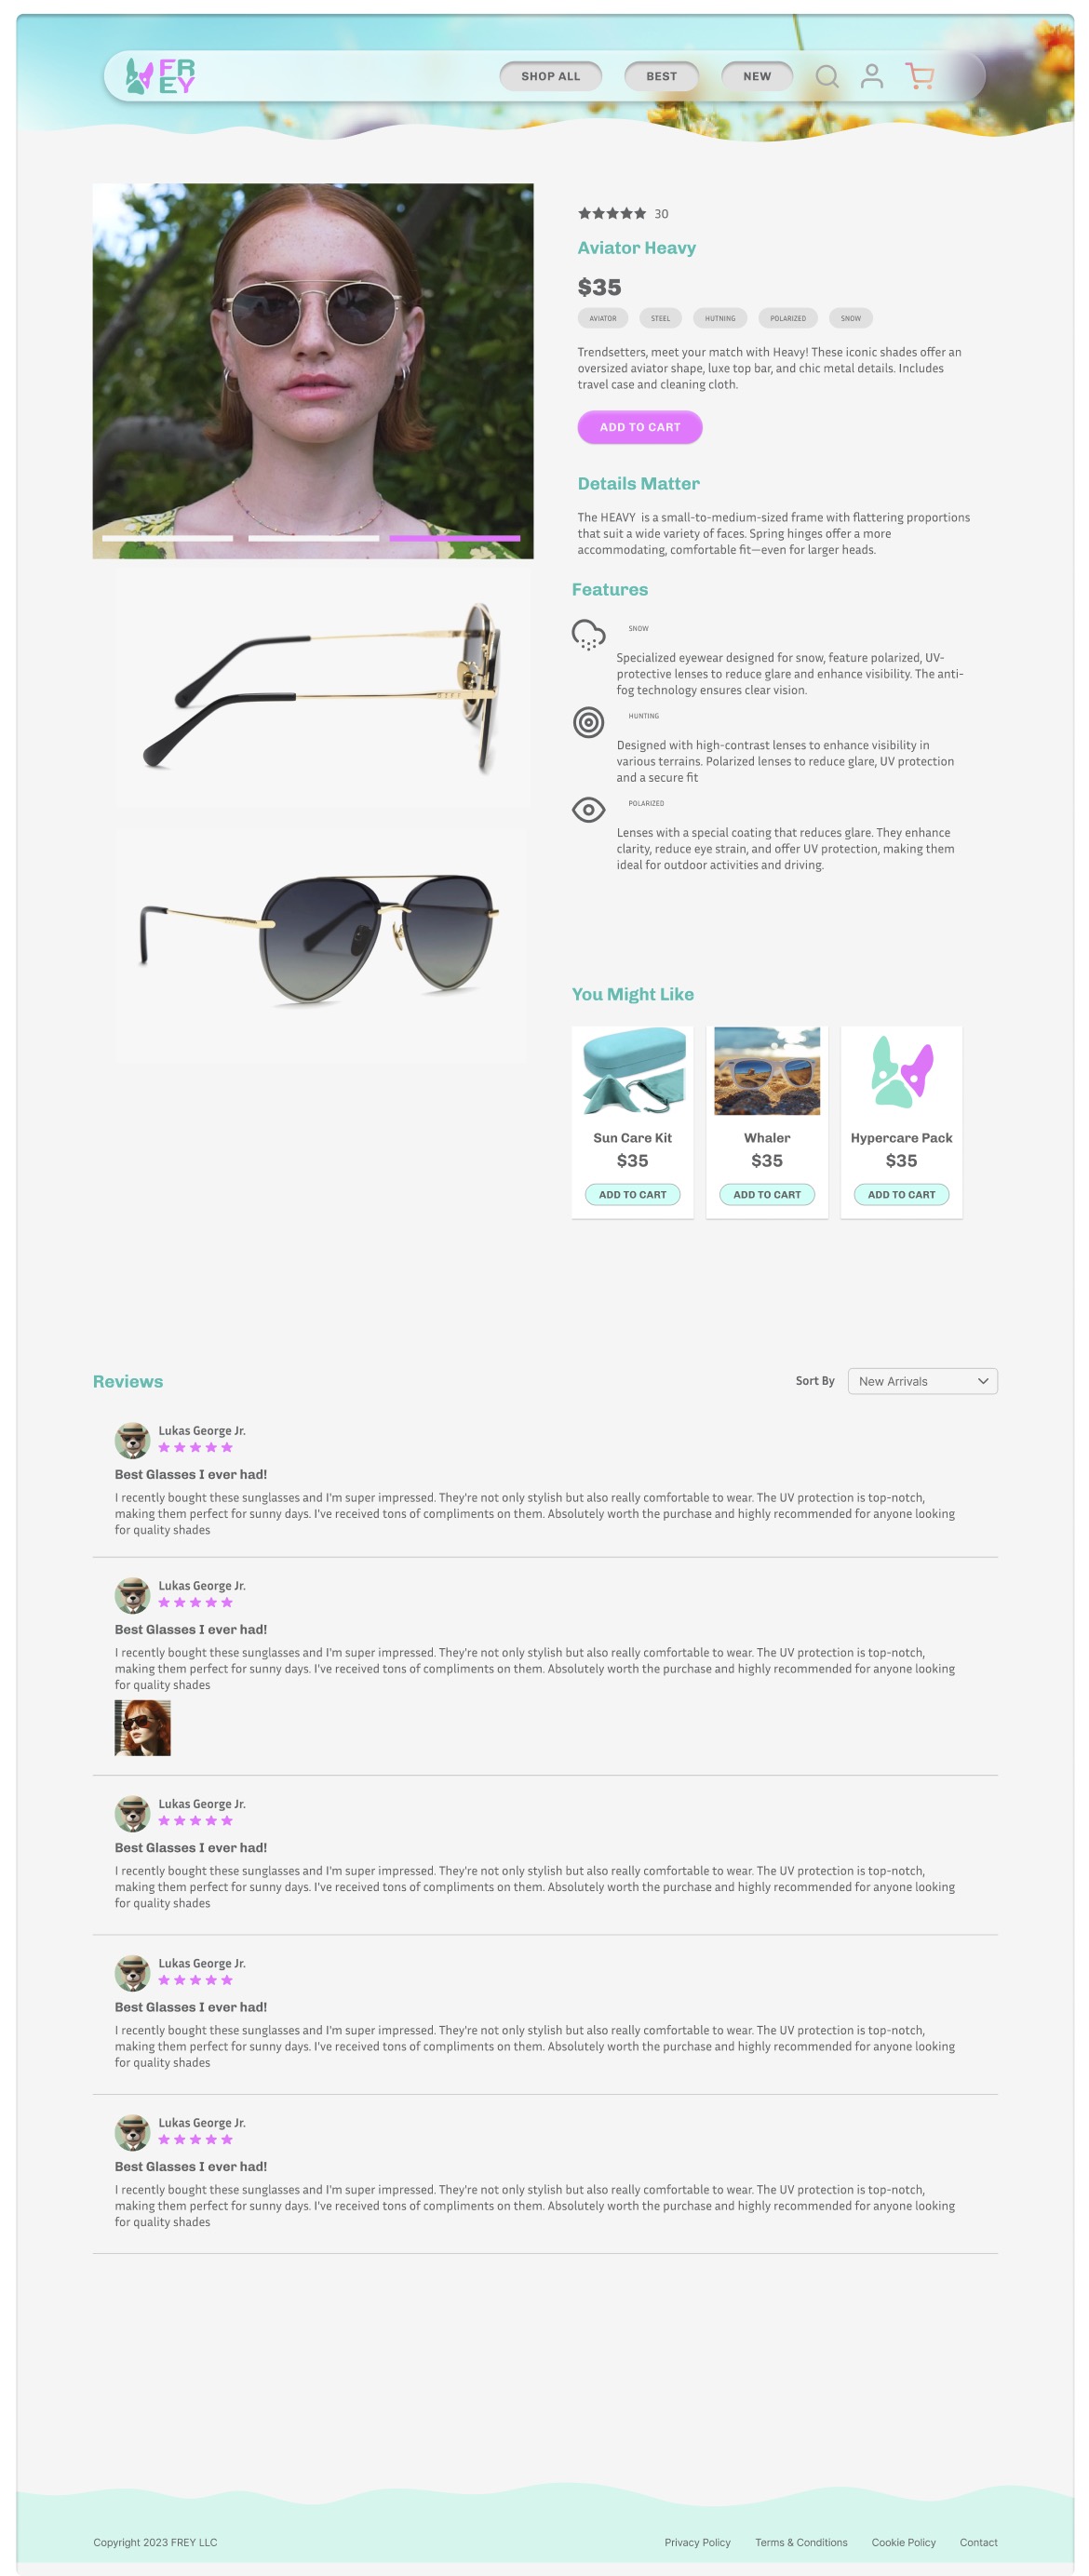 FR
EY
SHOP ALL
BEST
NEW
30
Aviator Heavy
$35
AVIATOR
STEEL
HUTNING
POLARIZED
SNOW
Trendsetters, meet your match with Heavy! These iconic shades offer an
oversized aviator shape, luxe top bar, and chic metal details. Includes
travel case and cleaning cloth.
ADD TO CART
Details Matter
The HEAVY is a small-to-medium-sized frame with flattering proportions
that suit a wide variety of faces. Spring hinges offer a more
accommodating, comfortable fit—even for larger heads.
Features
SNOW
Specialized eyewear designed for snow, feature polarized, UV-
protective lenses to reduce glare and enhance visibility. The anti-
fog technology ensures clear vision.
HUNTING
Designed with high-contrast lenses to enhance visibility in
various terrains. Polarized lenses to reduce glare, UV protection
and a secure fit
POLARIZED
Lenses with a special coating that reduces glare. They enhance
clarity, reduce eye strain, and offer UV protection, making them
ideal for outdoor activities and driving.
You Might Like
Sun Care Kit
$35
ADD TO CART
Whaler
$35
ADD TO CART
Hypercare Pack
$35
ADD TO CART
Reviews
Sort By
New Arrivals
Lukas George Jr.
Best Glasses I ever had!
I recently bought these sunglasses and I'm super impressed. They're not only stylish but also really comfortable to wear. The UV protection is top-notch,
making them perfect for sunny days. I've received tons of compliments on them. Absolutely worth the purchase and highly recommended for anyone looking
for quality shades
Lukas George Jr.
Best Glasses I ever had!
I recently bought these sunglasses and I'm super impressed. They're not only stylish but also really comfortable to wear. The UV protection is top-notch,
making them perfect for sunny days. I've received tons of compliments on them. Absolutely worth the purchase and highly recommended for anyone looking
for quality shades
Lukas George Jr.
Best Glasses I ever had!
I recently bought these sunglasses and I'm super impressed. They're not only stylish but also really comfortable to wear. The UV protection is top-notch,
making them perfect for sunny days. I've received tons of compliments on them. Absolutely worth the purchase and highly recommended for anyone looking
for quality shades
Lukas George Jr.
Best Glasses I ever had!
I recently bought these sunglasses and I'm super impressed. They're not only stylish but also really comfortable to wear. The UV protection is top-notch,
making them perfect for sunny days. I've received tons of compliments on them. Absolutely worth the purchase and highly recommended for anyone looking
for quality shades
Lukas George Jr.
Best Glasses I ever had!
I recently bought these sunglasses and I'm super impressed. They're not only stylish but also really comfortable to wear. The UV protection is top-notch,
making them perfect for sunny days. I've received tons of compliments on them. Absolutely worth the purchase and highly recommended for anyone looking
for quality shades
Copyright 2023 FREY LLC
Privacy Policy
Terms & Conditions
Cookie Policy
Contact